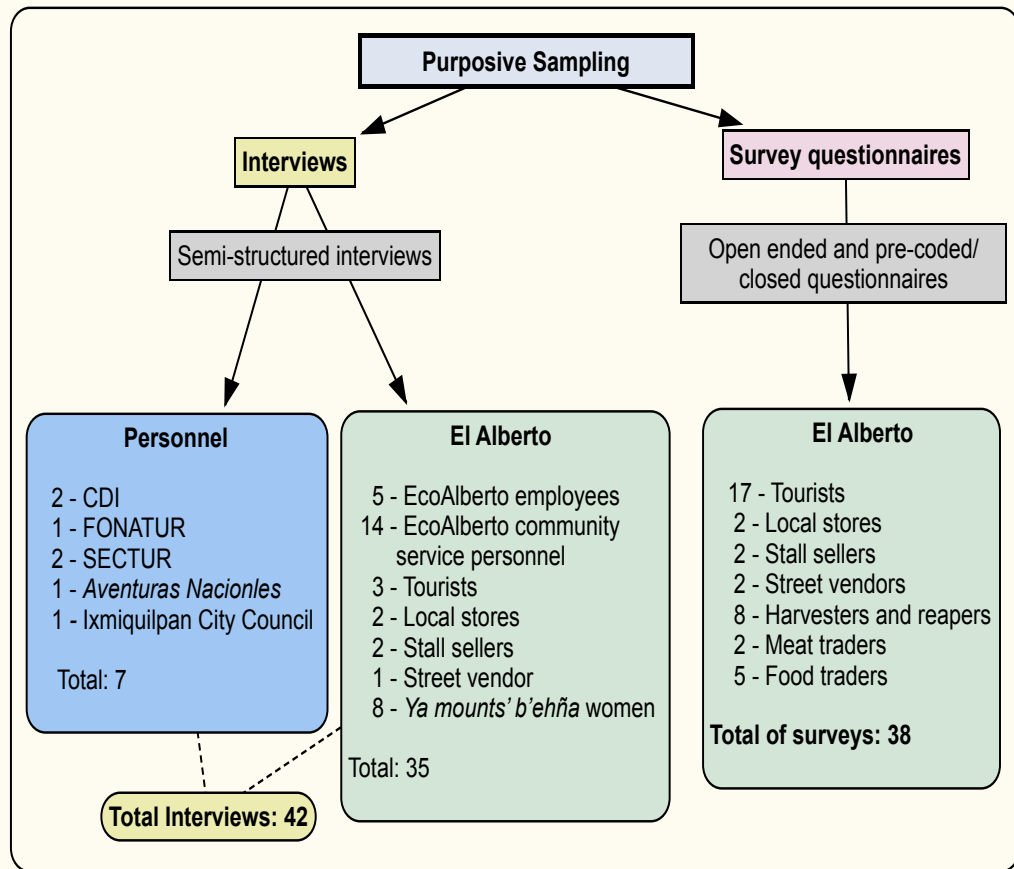 Purposive Sampling
Interviews
Survey questionnaires
Semi-structured interviews
Open ended and pre-coded/
closed questionnaires
Personnel
2 - CDI
1 - FONATUR
2 - SECTUR
1 - Aventuras Nacionles
1 - Ixmiquilpan City Council
Total: 7
El Alberto
5 - EcoAlberto employees
14 - EcoAlberto community
service personnel
3 - Tourists
2 - Local stores
2 - Stall sellers
1 - Street vendor
8 - Ya mounts’ b’ehña women
Total: 35
Total Interviews: 42
El Alberto
17 - Tourists
2 - Local stores
2 - Stall sellers
2 - Street vendors
8 - Harvesters and reapers
2 - Meat traders
5 - Food traders
Total of surveys: 38